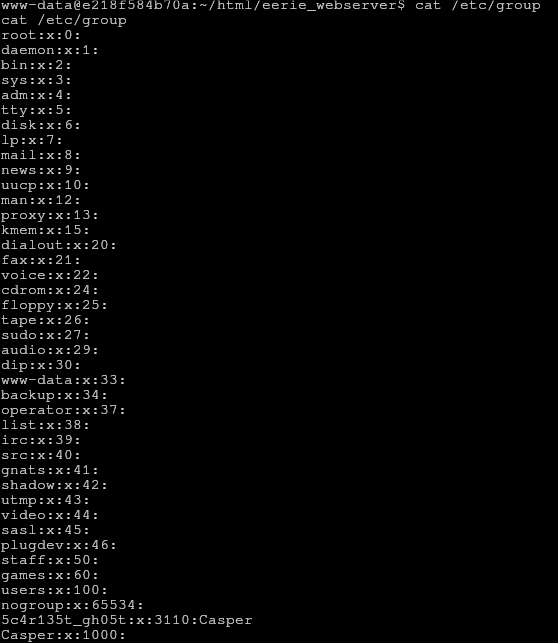 www-data@e218f584b70a:~/html/eerie_webserver$ cat /etc/group
cat /etc/group
root:x:0:
daemon:x:1:
bin:x:2:
sys:x:3:
adm:x:4:
tty:x:5:
disk:x:6:
lp:x:7:
mail:x:8:
news:x:9:
uucp:x:10:
man:x:12:
proxy:x:13:
kmem:x:15:
dialout:x:20:
fax:x:21:
voice:x:22:
cdrom:x:24:
floppy:x:25:
tape:x:26:
sudo:x:27:
audio:x:29:
dip:x:30:
www-data:x:33:
backup:x:34:
operator:x:37:
list:x:38:
irc:x:39:
src:x:40:
gnats:x:41:
shadow:x:42:
utmp:x:43:
video:x:44:
sasl:x:45:
plugdev:x:46:
staff:x:50:
games:x:60:
users:x:100:
nogroup:x:65534:
5c4r135t_gh05t:x:3110:Casper
Casper:x:1000: